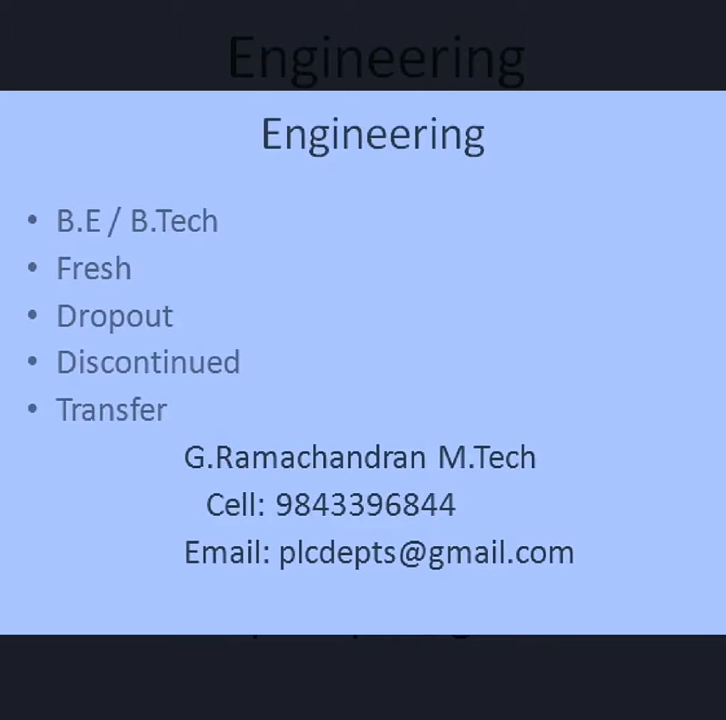 Engineering
Engineering
• B.E / B.Tech
• Fresh
• Dropout
• Discontinued
• Transfer
G.Ramachandran M.Tech
Cell: 9843396844
Email: plcdepts@gmail.com